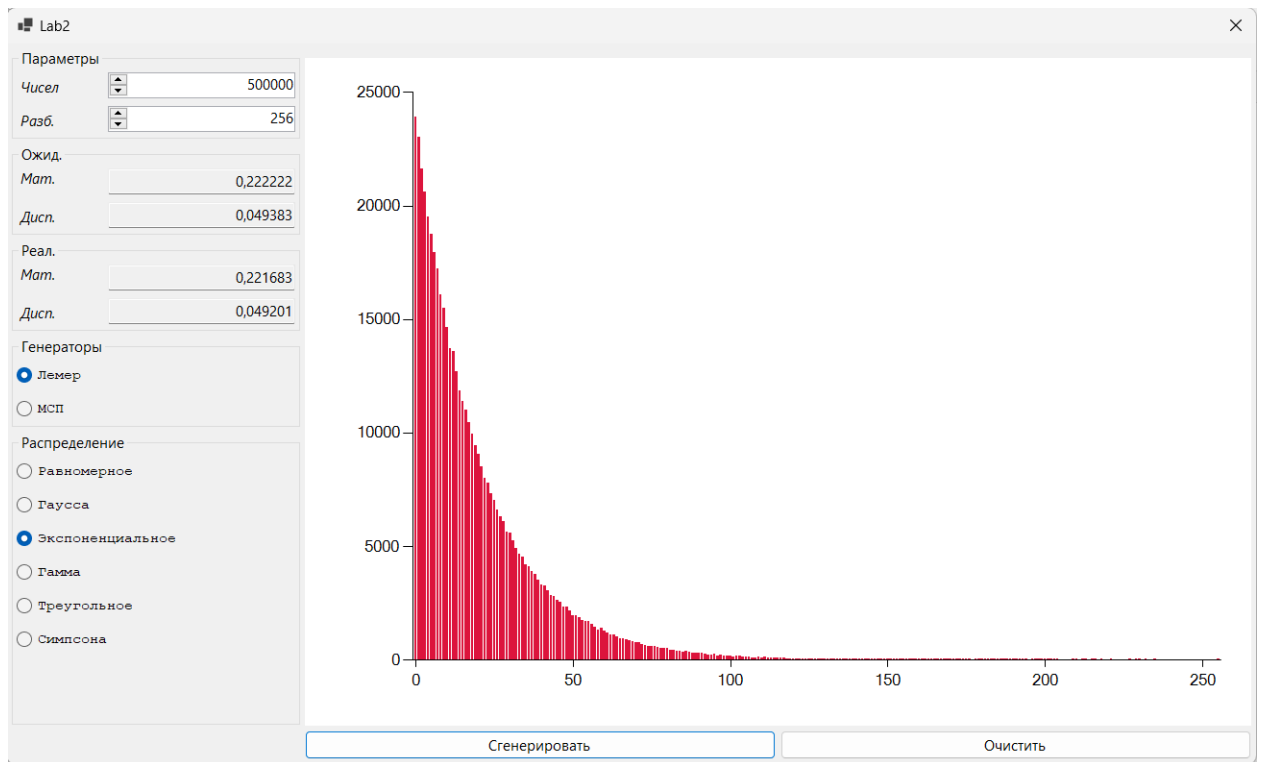 Lab2
Параметры
Чисел 500000
Разб. 256
Ожид.
Мат. 0,222222
Дисп. 0,049383
Реал.
Мат. 0,221683
Дисп. 0,049201
Генераторы
Лемер
МСП
Распределение
Равномерное
Гаусса
Экспоненциальное
Гамма
Треугольное
Симпсона
25000
20000
15000
10000
5000
0
0 50 100 150 200 250
Сгенерировать Очистить